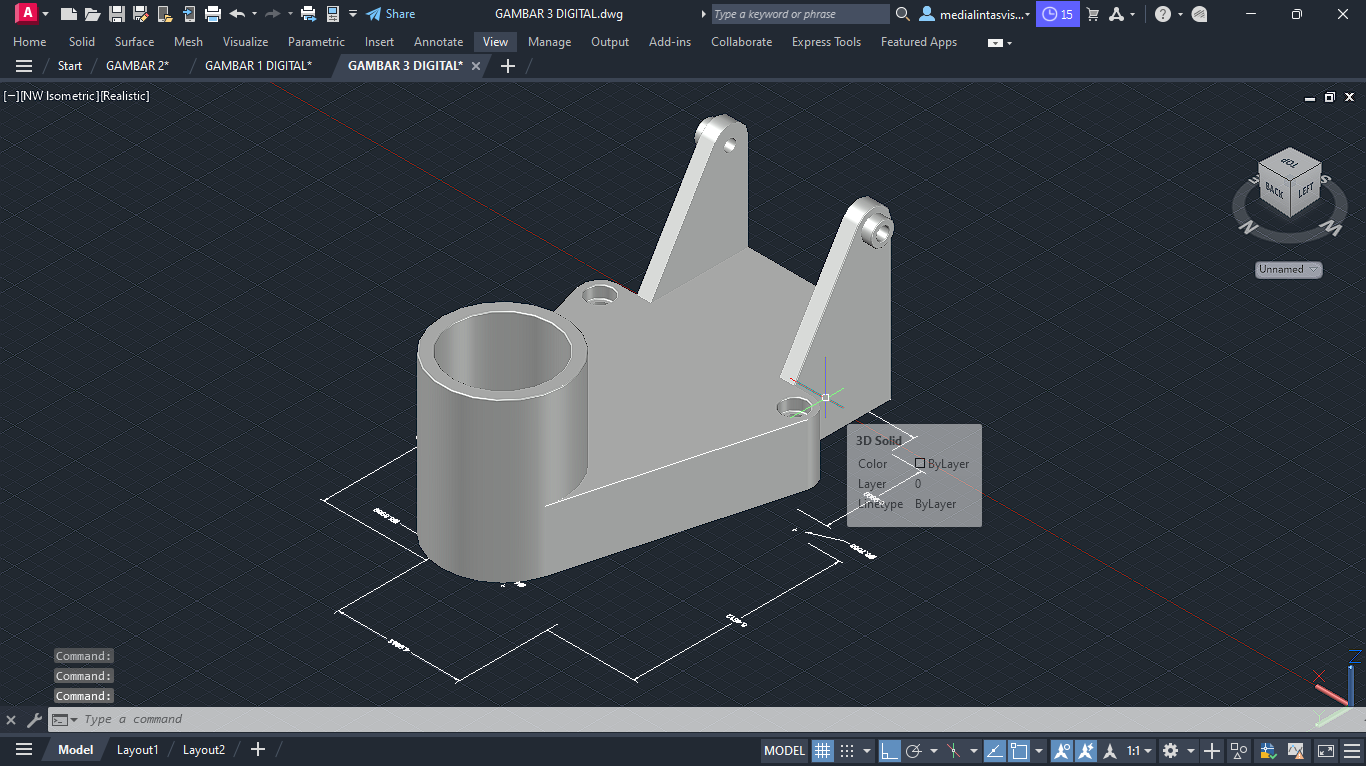 A
Share
GAMBAR 3 DIGITAL.dwg
Type a keyword or phrase
medialintasvis...
15
Home Solid Surface Mesh Visualize Parametric Insert Annotate View Manage Output Add-ins Collaborate Express Tools Featured Apps
Start GAMBAR 2* GAMBAR 1 DIGITAL* GAMBAR 3 DIGITAL*
[−][NW Isometric][Realistic]
TOP
BACK LEFT
S
N W
Unnamed
3D Solid
Color ByLayer
Layer 0
Linetype ByLayer
Z
X
Command:
Command:
Command:
Type a command
Model Layout1 Layout2
MODEL
1:1